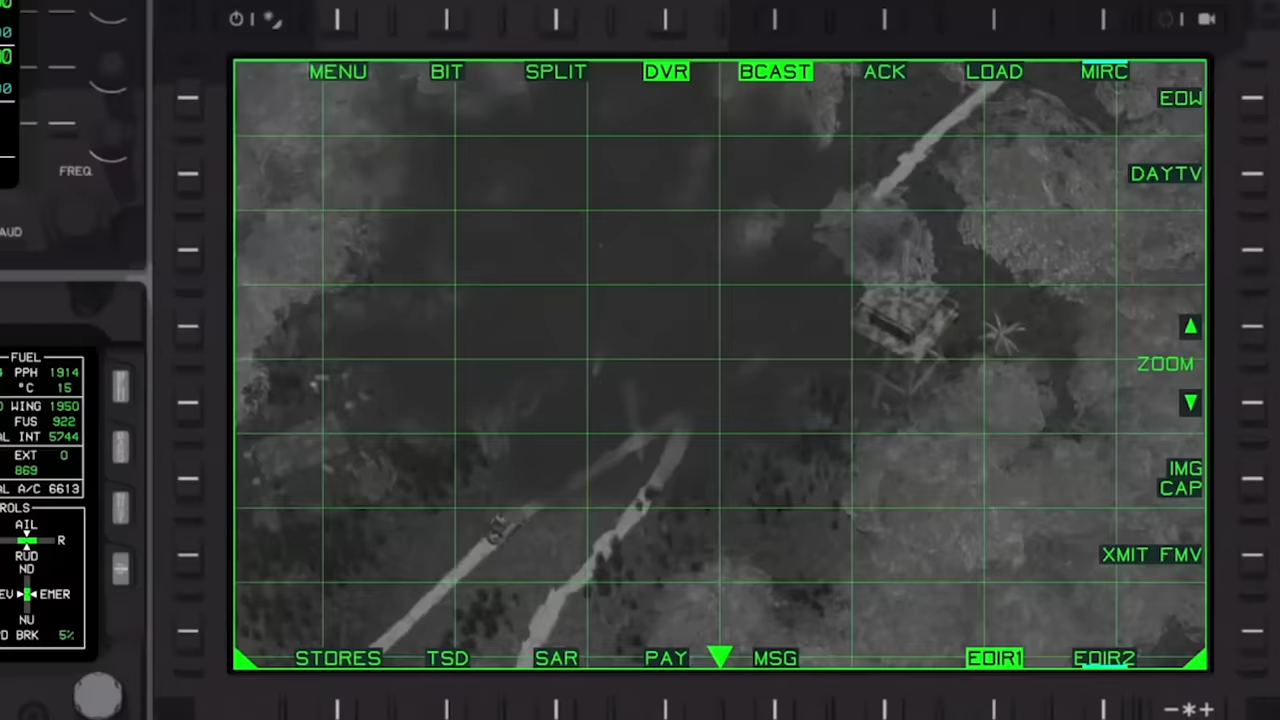 MENU BIT SPLIT DVR BCAST ACK LOAD MIRC
EOW
DAYTV
ZOOM
IMG
CAP
XMIT FMV
STORES TSD SAR PAY MSG EOIR1 EOIR2
FREQ
AUD
FUEL
PPH 1914
°C 15
WING 1950
FUS 922
INT 5744
EXT 0
869
A/C 6613
AIL
R
RUD
ND
EMER
NU
BRK 5%